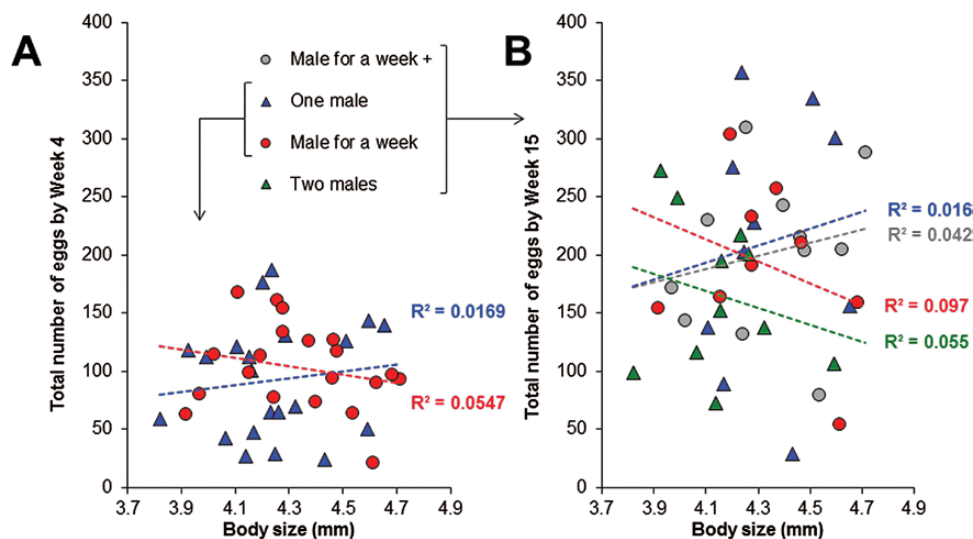 A
Total number of eggs by Week 4
400
350
300
250
200
150
100
50
0
3.7 3.9 4.1 4.3 4.5 4.7 4.9
Body size (mm)
Male for a week +
One male
Male for a week
Two males
R² = 0.0169
R² = 0.0547
B
Total number of eggs by Week 15
400
350
300
250
200
150
100
50
0
3.7 3.9 4.1 4.3 4.5 4.7 4.9
Body size (mm)
R² = 0.016
R² = 0.042
R² = 0.097
R² = 0.055